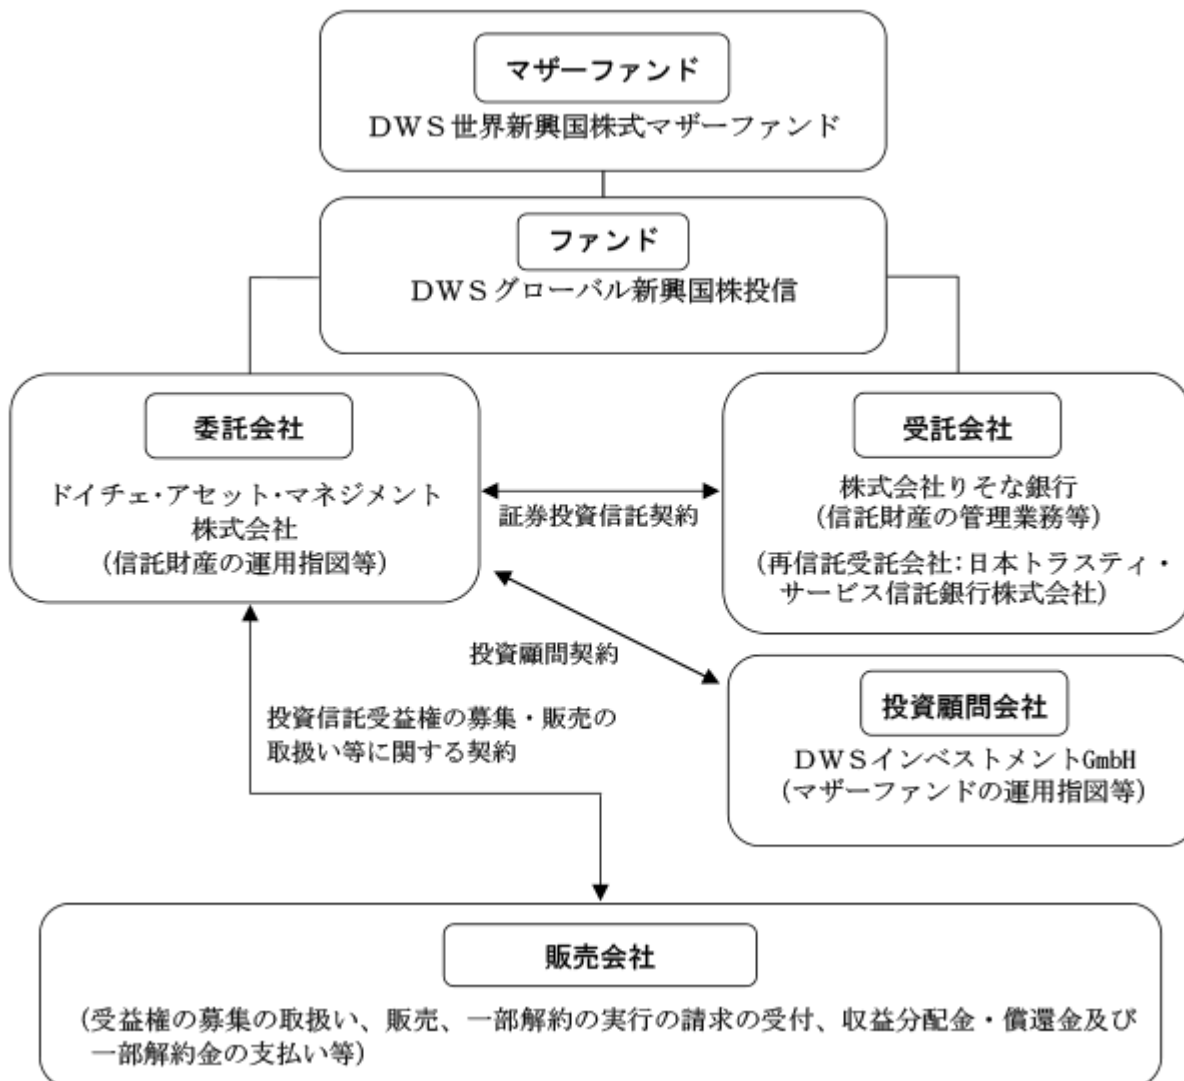 マザーファンド
DWS世界新興国株式マザーファンド
ファンド
DWSグローバル新興国株投信
委託会社
ドイチェ・アセット・マネジメント
株式会社
(信託財産の運用指図等)
証券投資信託契約
受託会社
株式会社りそな銀行
(信託財産の管理業務等)
(再信託受託会社:日本トラスティ・
サービス信託銀行株式会社)
投資顧問契約
投資顧問会社
DWSインベストメントGmbH
(マザーファンドの運用指図等)
投資信託受益権の募集・販売の
取扱い等に関する契約
販売会社
(受益権の募集の取扱い、販売、一部解約の実行の請求の受付、収益分配金・償還金及び
一部解約金の支払い等)